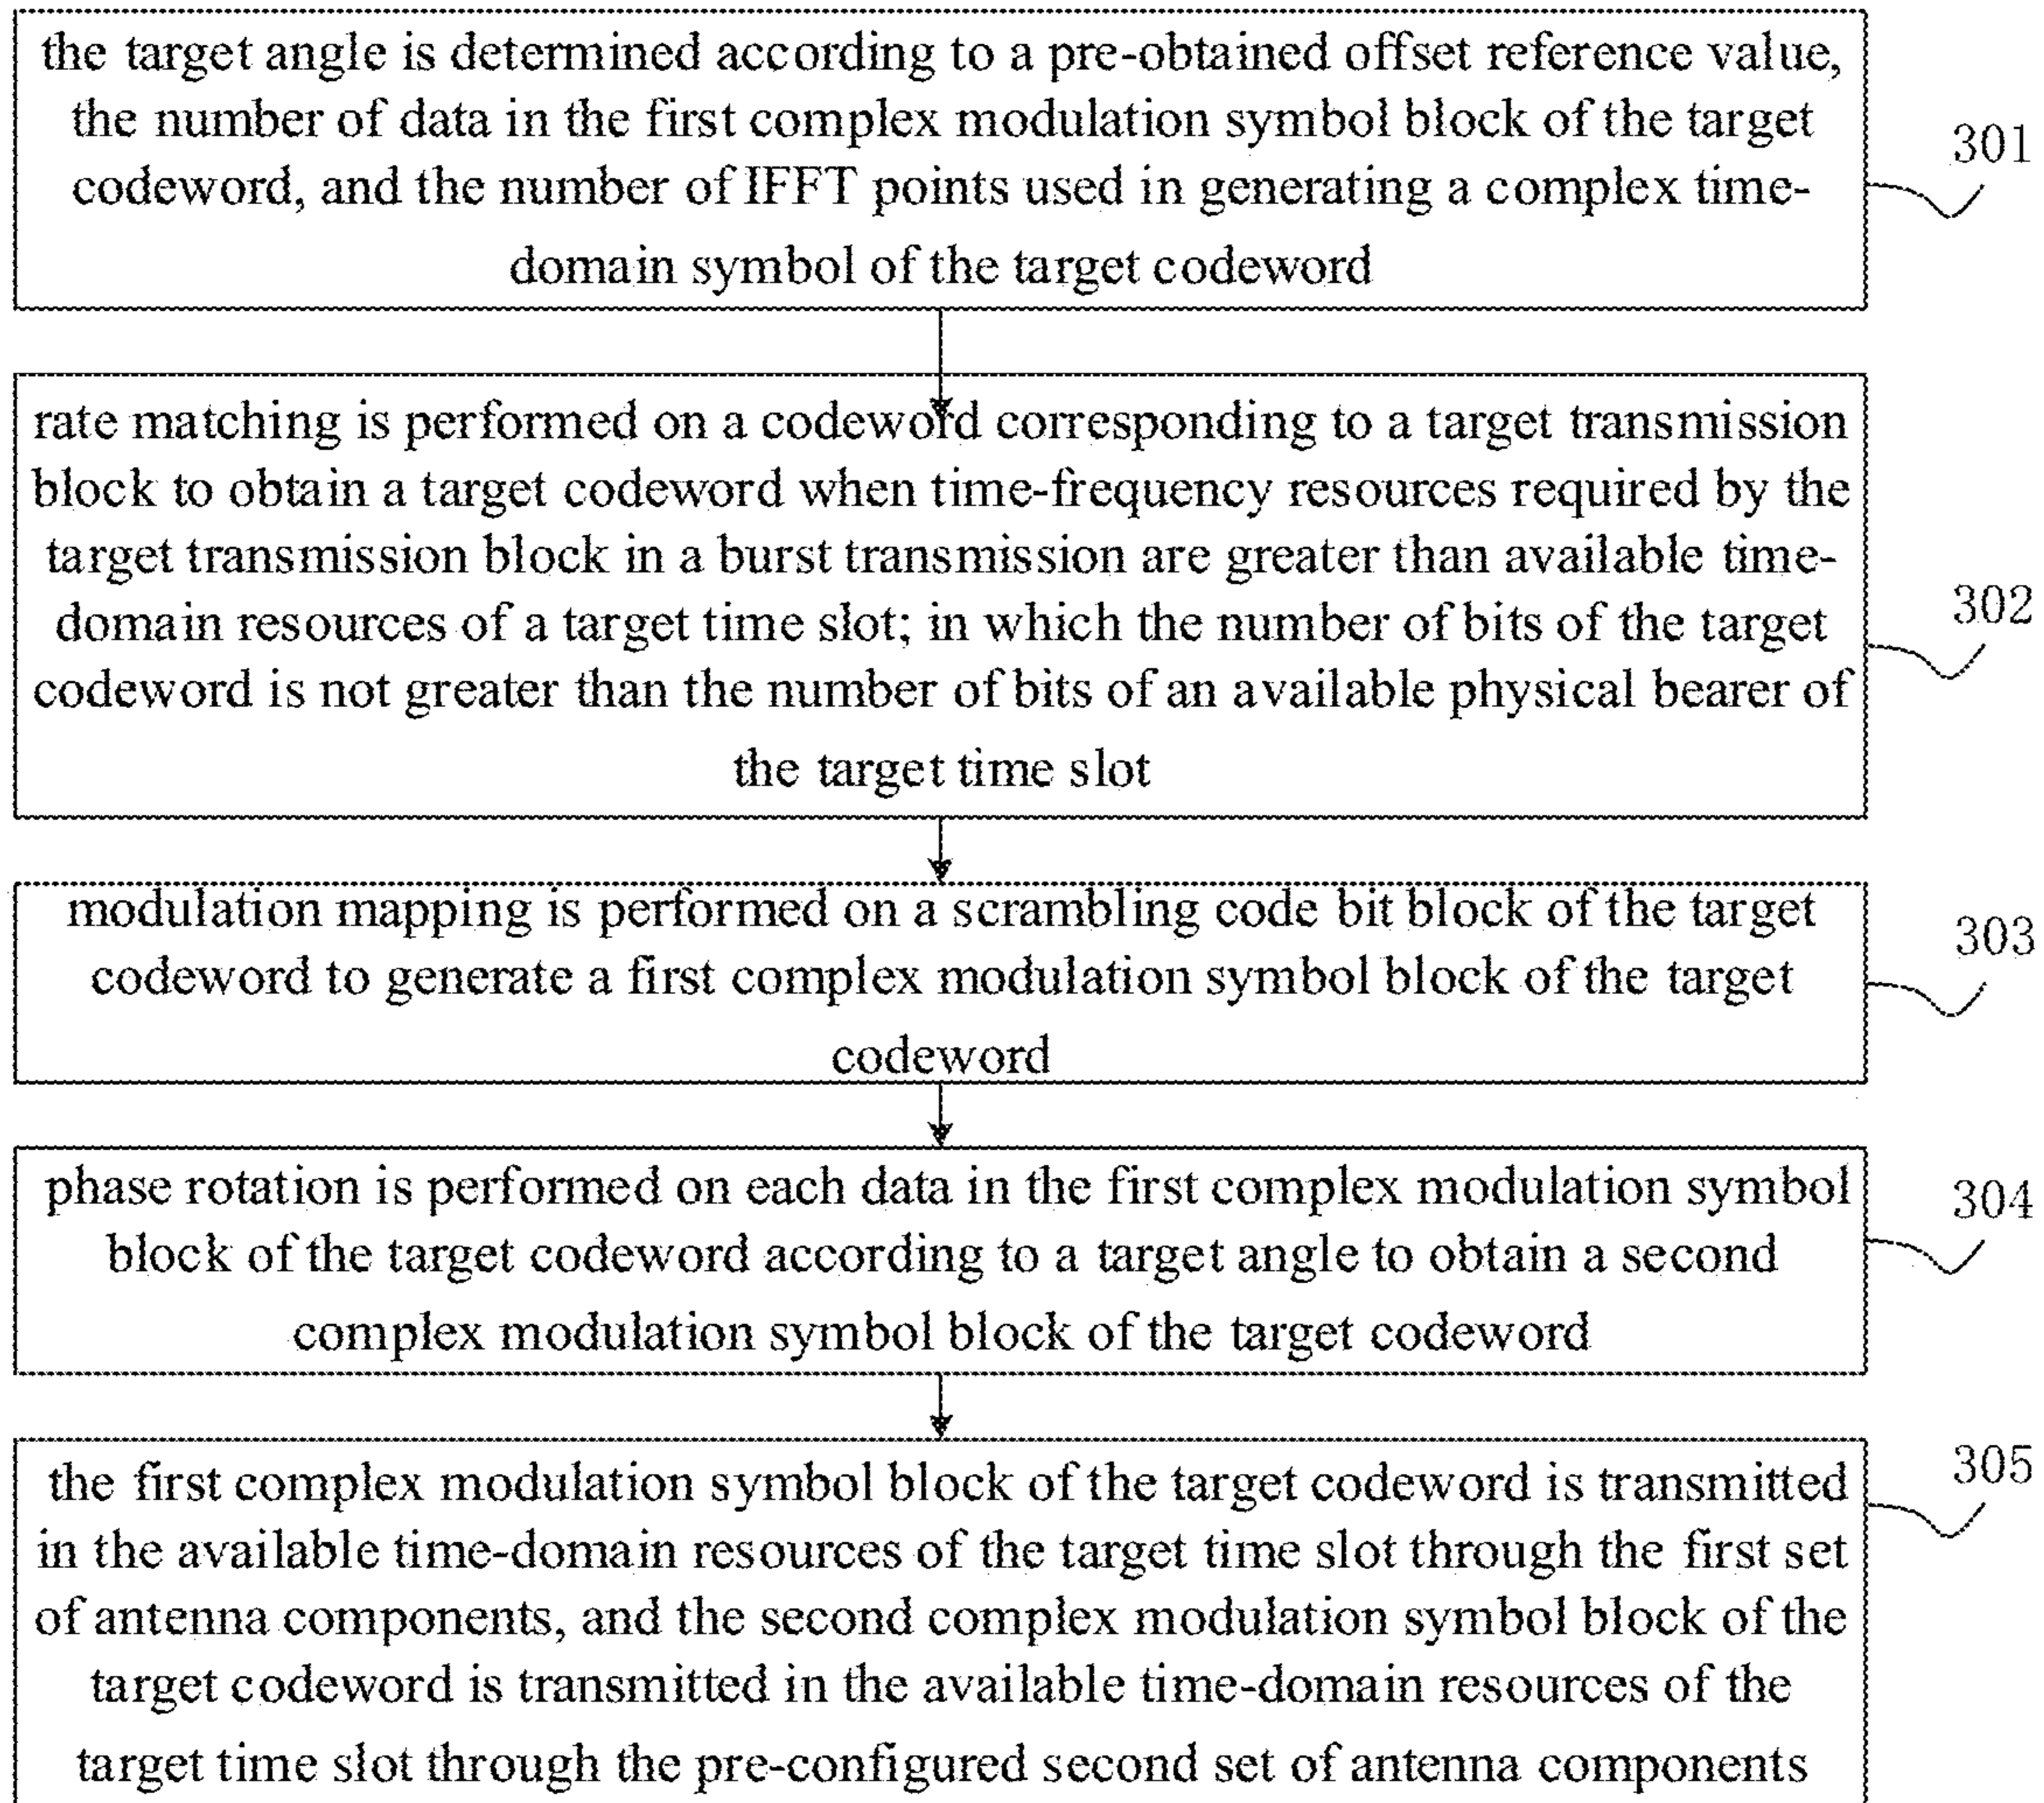 the target angle is determined according to a pre-obtained offset reference value,
the number of data in the first complex modulation symbol block of the target
codeword, and the number of IFFT points used in generating a complex time-
domain symbol of the target codeword
301
rate matching is performed on a codeword corresponding to a target transmission
block to obtain a target codeword when time-frequency resources required by the
target transmission block in a burst transmission are greater than available time-
domain resources of a target time slot; in which the number of bits of the target
codeword is not greater than the number of bits of an available physical bearer of
the target time slot
302
modulation mapping is performed on a scrambling code bit block of the target
codeword to generate a first complex modulation symbol block of the target
codeword
303
phase rotation is performed on each data in the first complex modulation symbol
block of the target codeword according to a target angle to obtain a second
complex modulation symbol block of the target codeword
304
the first complex modulation symbol block of the target codeword is transmitted
in the available time-domain resources of the target time slot through the first set
of antenna components, and the second complex modulation symbol block of the
target codeword is transmitted in the available time-domain resources of the
target time slot through the pre-configured second set of antenna components
305